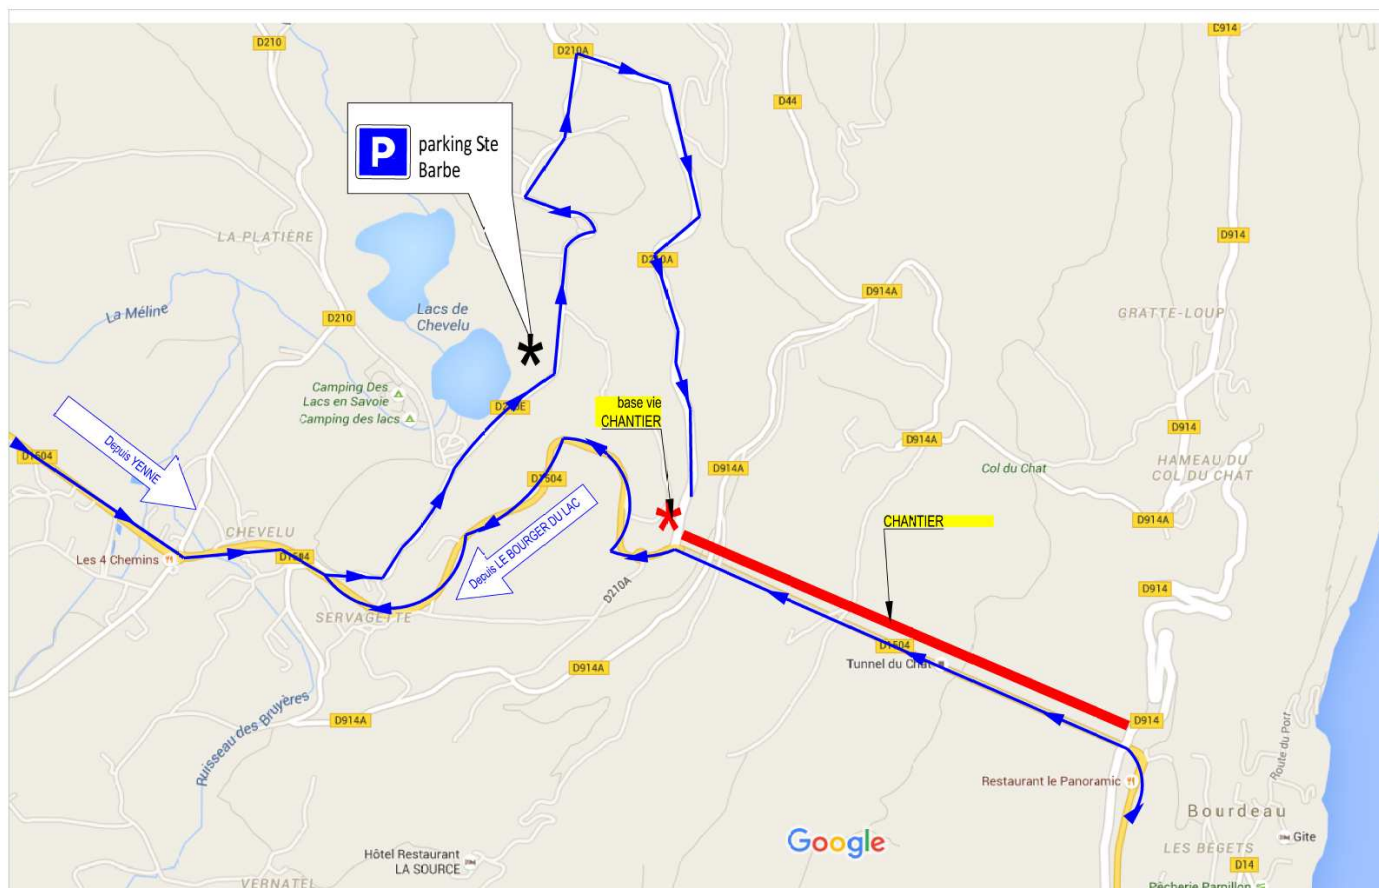 D210
D210A
D914
D44
P
parking Ste
Barbe
LA PLATIÈRE
D914
D210A
La Méline
Lacs de
Chevelu
D210
D914A
GRATTE-LOUP
Camping Des
Lacs en Savoie
Camping des lacs
base vie
CHANTIER
D914
Depuis YENNE
D914A
HAMEAU DU
COL DU CHAT
Col du Chat
D1504
D914A
D1504
Depuis LE BOURGER DU LAC
CHANTIER
D914A
CHEVELU
Les 4 Chemins
D1504
D210A
D914
SERVAGETTE
D1504
Tunnel du Chat
D914A
Ruisseau des Bruyères
D914A
D914
Route du Port
Restaurant le Panoramic
Bourdeau
Google
Gite
LES BÉGETS
Hôtel Restaurant
LA SOURCE
D14
VERNATEL
Pêcherie Parpillon